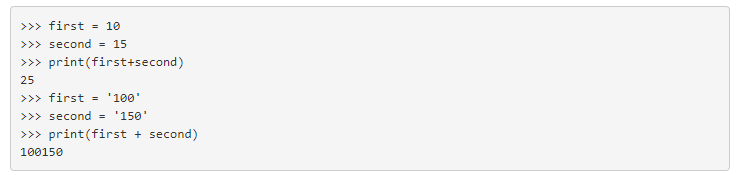 >>> first = 10
>>> second = 15
>>> print(first+second)
25
>>> first = '100'
>>> second = '150'
>>> print(first + second)
100150